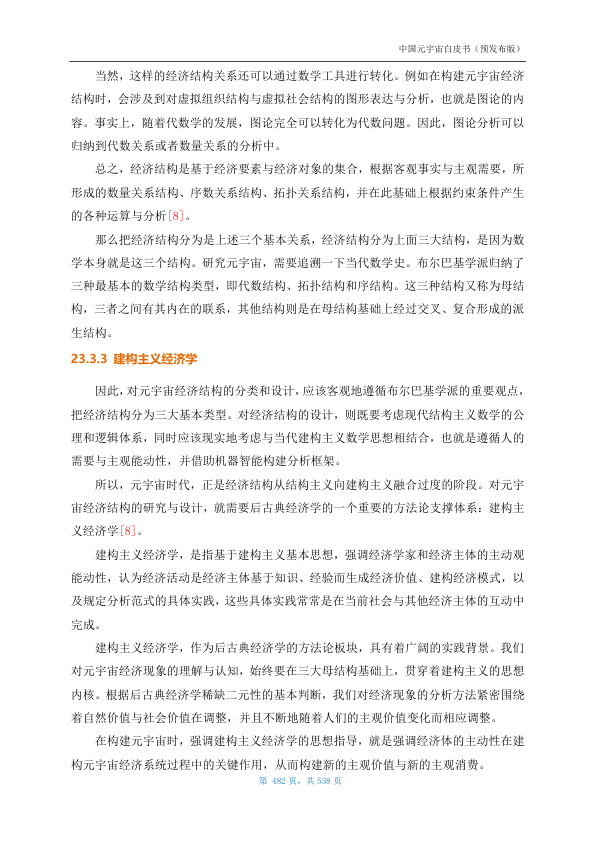 中国元宇宙白皮书（预发布版）
当然，这样的经济结构关系还可以通过数学工具进行转化。例如在构建元宇宙经济
结构时，会涉及到对虚拟组织结构与虚拟社会结构的图形表达与分析，也就是图论的内
容。事实上，随着代数学的发展，图论完全可以转化为代数问题。因此，图论分析可以
归纳到代数关系或者数量关系的分析中。
总之，经济结构是基于经济要素与经济对象的集合，根据客观事实与主观需要，所
形成的数量关系结构、序数关系结构、拓扑关系结构，并在此基础上根据约束条件产生
的各种运算与分析[8]。
那么把经济结构分为是上述三个基本关系，经济结构分为上面三大结构，是因为数
学本身就是这三个结构。研究元宇宙，需要追溯一下当代数学史。布尔巴基学派归纳了
三种最基本的数学结构类型，即代数结构、拓扑结构和序结构。这三种结构又称为母结
构，三者之间有其内在的联系，其他结构则是在母结构基础上经过交叉、复合形成的派
生结构。
23.3.3 建构主义经济学
因此，对元宇宙经济结构的分类和设计，应该客观地遵循布尔巴基学派的重要观点，
把经济结构分为三大基本类型。对经济结构的设计，则既要考虑现代结构主义数学的公
理和逻辑体系，同时应该现实地考虑与当代建构主义数学思想相结合，也就是遵循人的
需要与主观能动性，并借助机器智能构建分析框架。
所以，元宇宙时代，正是经济结构从结构主义向建构主义融合过度的阶段。对元宇
宙经济结构的研究与设计，就需要后古典经济学的一个重要的方法论支撑体系：建构主
义经济学[8]。
建构主义经济学，是指基于建构主义基本思想，强调经济学家和经济主体的主动观
能动性，认为经济活动是经济主体基于知识、经验而生成经济价值、建构经济模式，以
及规定分析范式的具体实践，这些具体实践常常是在当前社会与其他经济主体的互动中
完成。
建构主义经济学，作为后古典经济学的方法论板块，具有着广阔的实践背景。我们
对元宇宙经济现象的理解与认知，始终要在三大母结构基础上，贯穿着建构主义的思想
内核。根据后古典经济学稀缺二元性的基本判断，我们对经济现象的分析方法紧密围绕
着自然价值与社会价值在调整，并且不断地随着人们的主观价值变化而相应调整。
在构建元宇宙时，强调建构主义经济学的思想指导，就是强调经济体的主动性在建
构元宇宙经济系统过程中的关键作用，从而构建新的主观价值与新的主观消费。
第 482 页，共 538 页